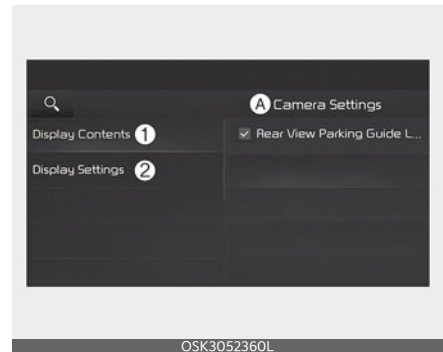 A Camera Settings
Display Contents 1
Rear View Parking Guide L...
Display Settings 2
OSK3052360L